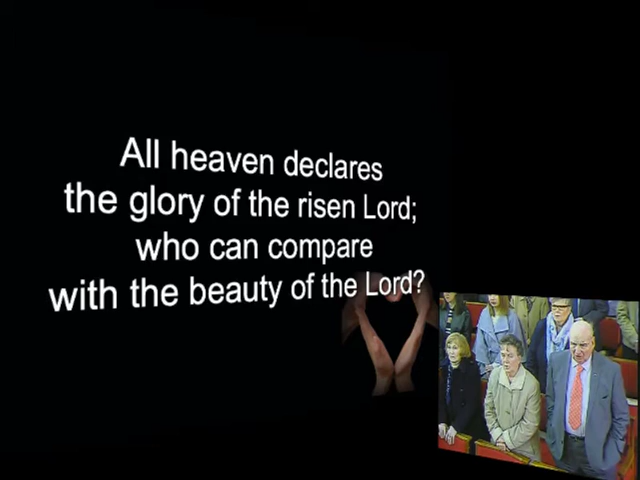 All heaven declares
the glory of the risen Lord;
who can compare
with the beauty of the Lord?